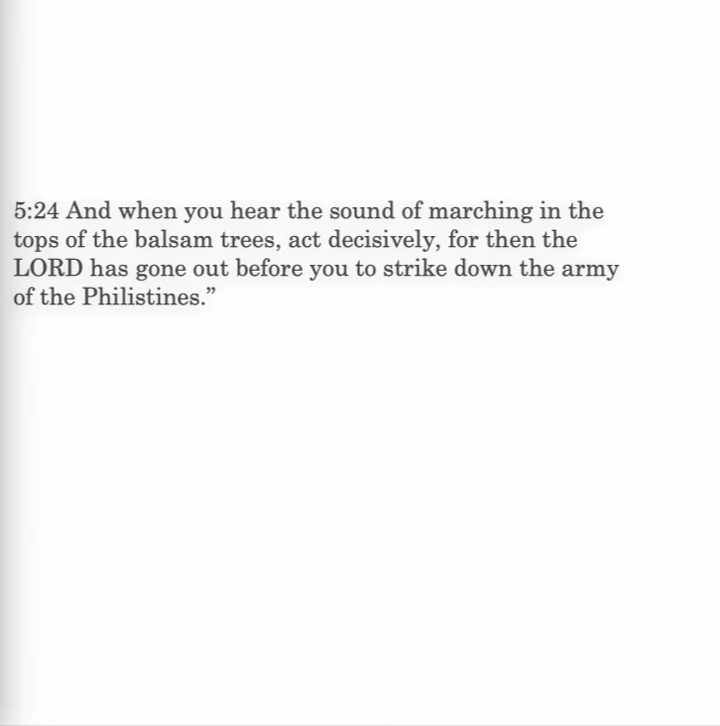 5:24 And when you hear the sound of marching in the
tops of the balsam trees, act decisively, for then the
LORD has gone out before you to strike down the army
of the Philistines.”